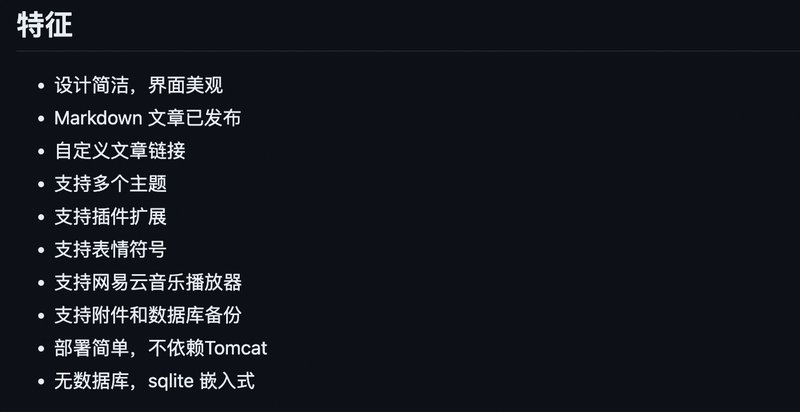 特征
设计简洁，界面美观
Markdown 文章已发布
自定义文章链接
支持多个主题
支持插件扩展
支持表情符号
支持网易云音乐播放器
支持附件和数据库备份
部署简单，不依赖Tomcat
无数据库，sqlite 嵌入式